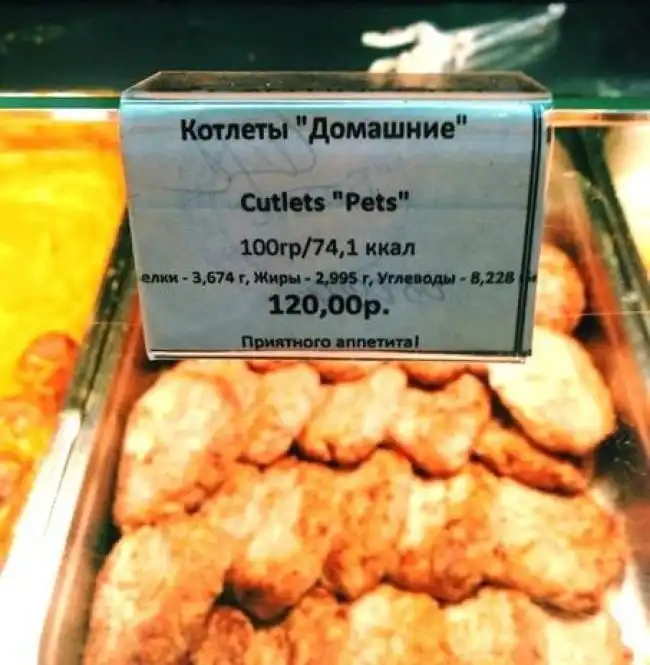 Котлеты "Домашние"
Cutlets "Pets"
100гр/74,1 ккал
елки - 3,674 г, Жиры - 2,995 г, Углеводы - 8,228
120,00р.
Приятного аппетита!